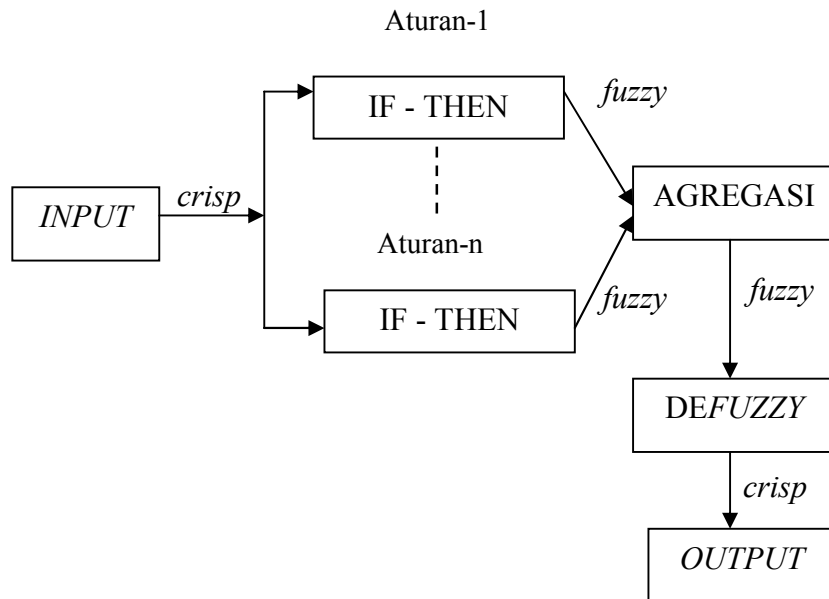 Aturan-1
IF - THEN
fuzzy
INPUT
crisp
AGREGASI
Aturan-n
IF - THEN
fuzzy
fuzzy
DEFUZZY
crisp
OUTPUT